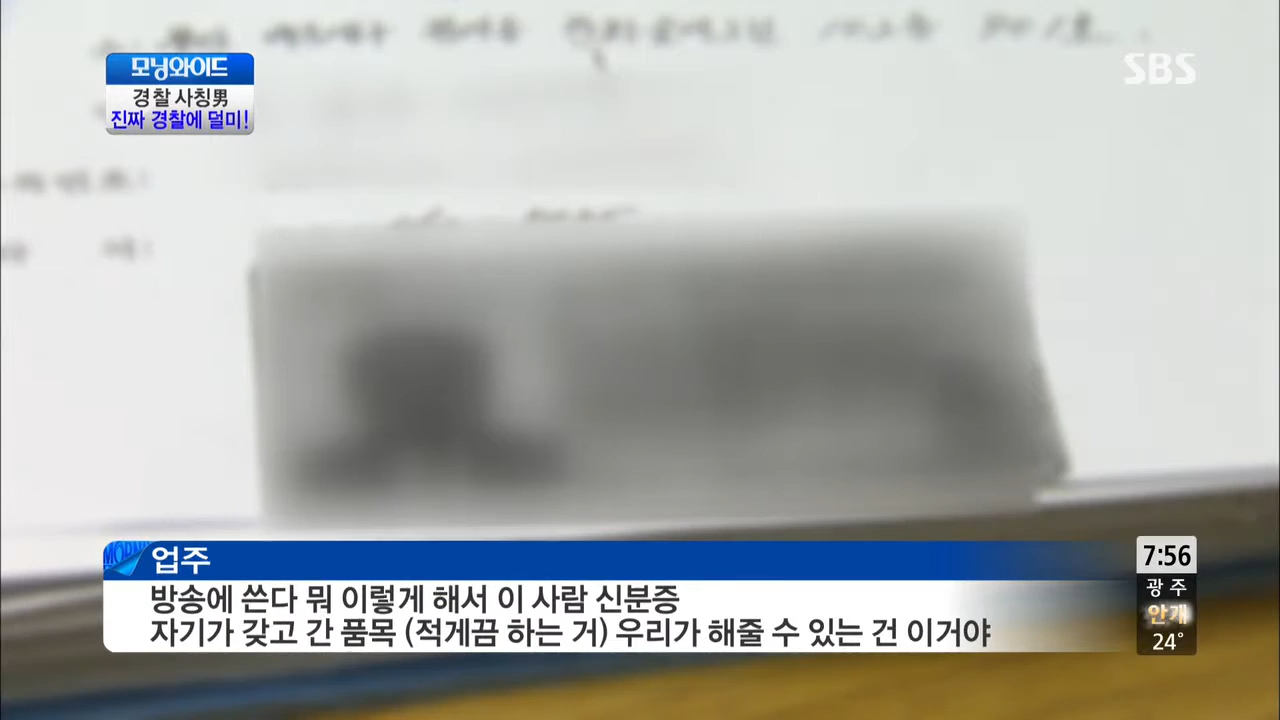 모닝와이드
SBS
경찰 사칭男
진짜 경찰에 덜미!
MORN
업주
방송에 쓴다 뭐 이렇게 해서 이 사람 신분증
자기가 갖고 간 품목 (적게끔 하는 거) 우리가 해줄 수 있는 건 이거야
7:56
광주
안개
24°